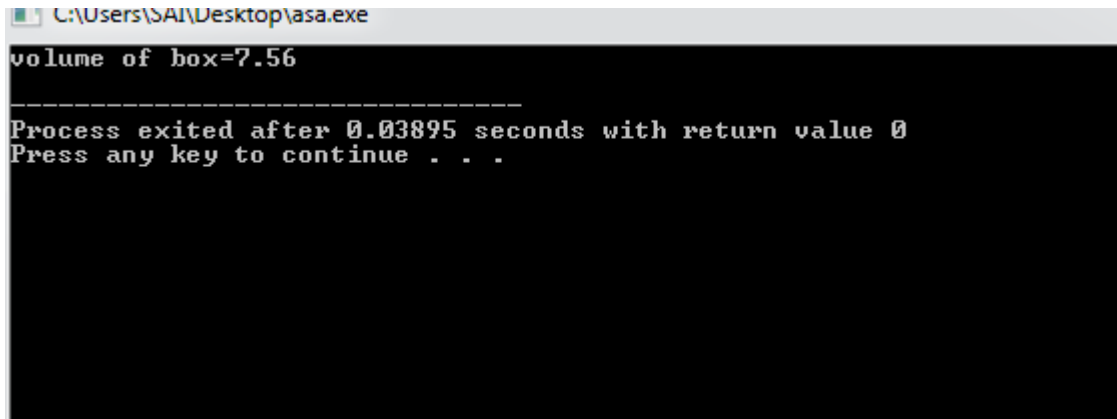 C:\Users\SAI\Desktop\asa.exe
volume of box=7.56
--------------------------------
Process exited after 0.03895 seconds with return value 0
Press any key to continue . . .